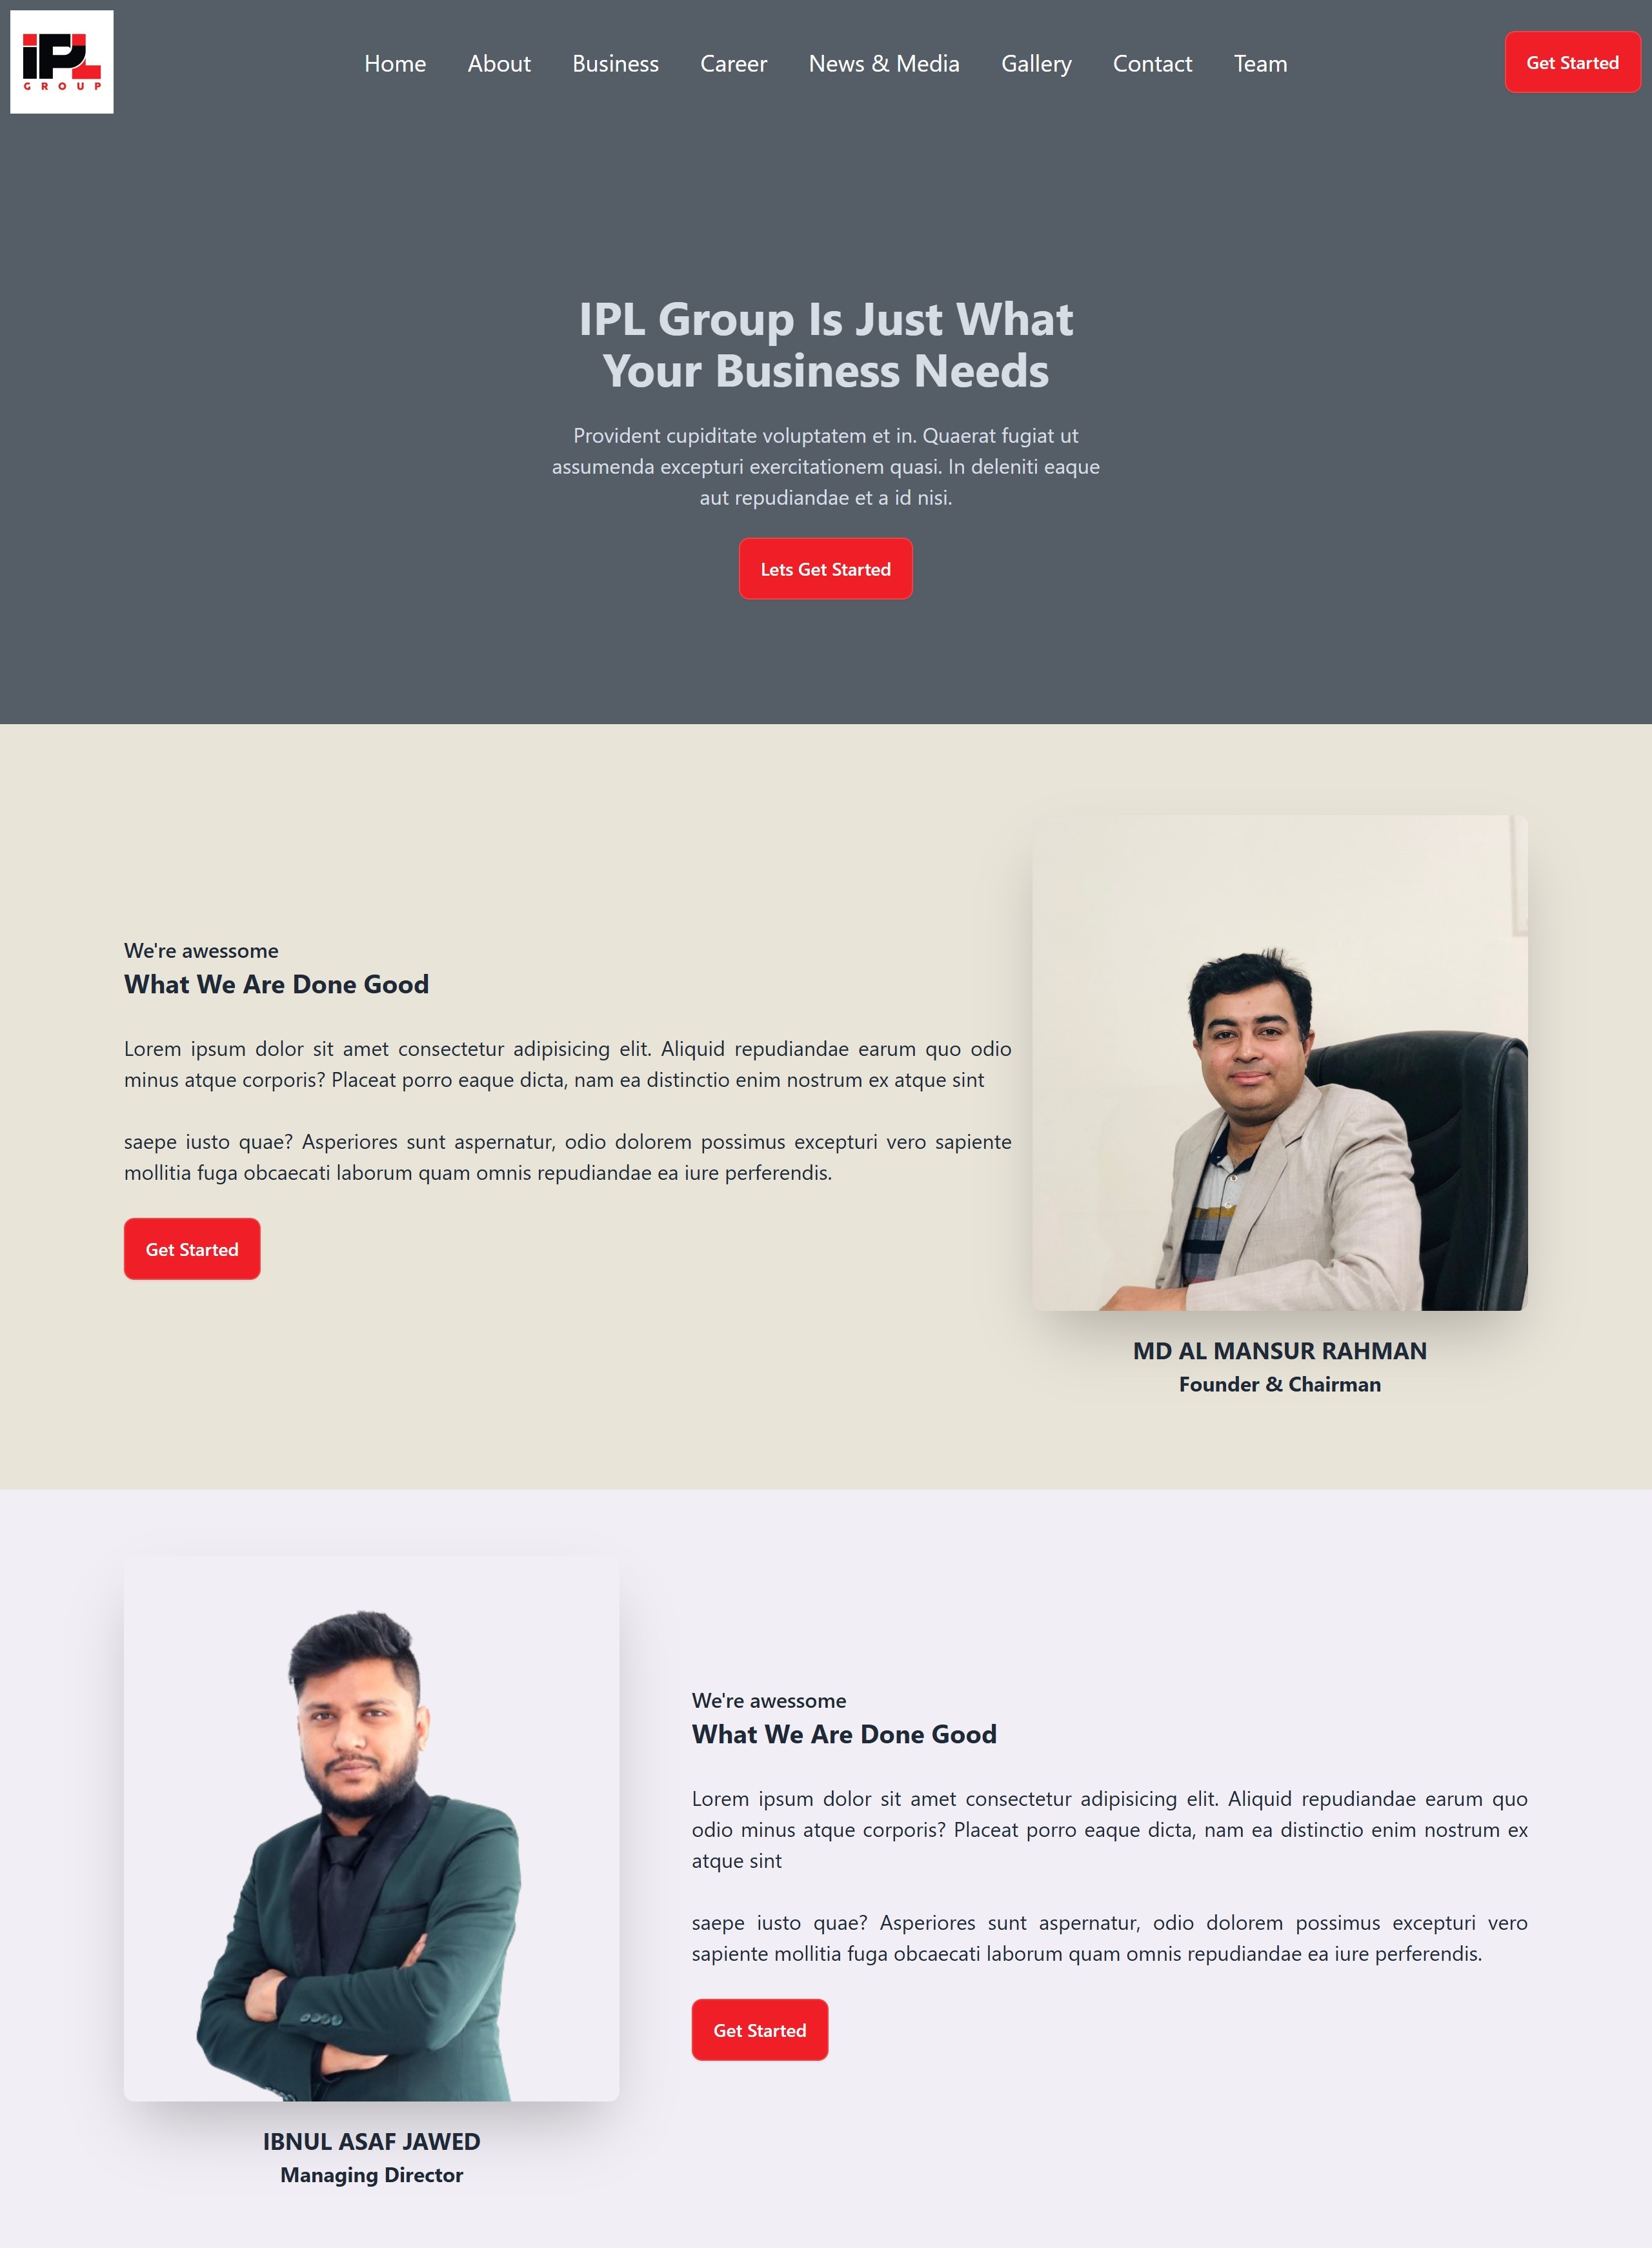 iPL
GROUP
Home About Business Career News & Media Gallery Contact Team
Get Started
IPL Group Is Just What
Your Business Needs
Provident cupiditate voluptatem et in. Quaerat fugiat ut
assumenda excepturi exercitationem quasi. In deleniti eaque
aut repudiandae et a id nisi.
Lets Get Started
We're awessome
What We Are Done Good
Lorem ipsum dolor sit amet consectetur adipisicing elit. Aliquid repudiandae earum quo odio
minus atque corporis? Placeat porro eaque dicta, nam ea distinctio enim nostrum ex atque sint
saepe iusto quae? Asperiores sunt aspernatur, odio dolorem possimus excepturi vero sapiente
mollitia fuga obcaecati laborum quam omnis repudiandae ea iure perferendis.
Get Started
MD AL MANSUR RAHMAN
Founder & Chairman
We're awessome
What We Are Done Good
Lorem ipsum dolor sit amet consectetur adipisicing elit. Aliquid repudiandae earum quo
odio minus atque corporis? Placeat porro eaque dicta, nam ea distinctio enim nostrum ex
atque sint
saepe iusto quae? Asperiores sunt aspernatur, odio dolorem possimus excepturi vero
sapiente mollitia fuga obcaecati laborum quam omnis repudiandae ea iure perferendis.
Get Started
IBNUL ASAF JAWED
Managing Director